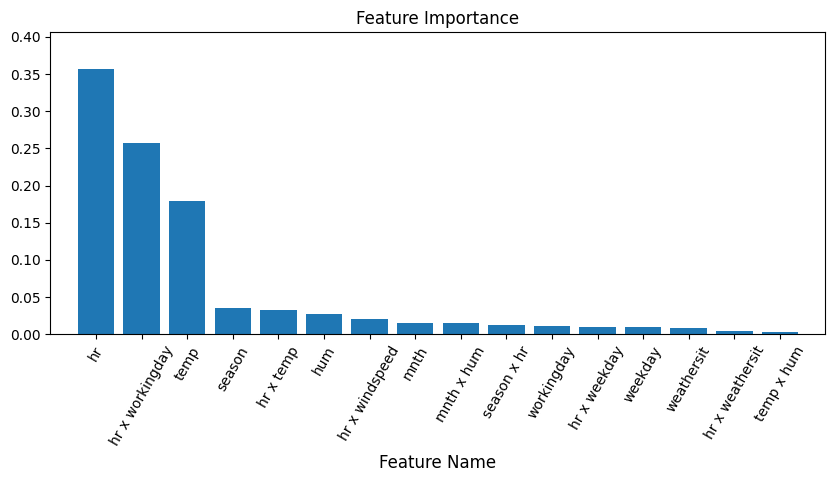 Feature Importance
0.40
0.35
0.30
0.25
0.20
0.15
0.10
0.05
0.00
hr
hr x workingday
temp
season
hr x temp
hum
hr x windspeed
mnth
mnth x hum
season x hr
workingday
hr x weekday
weekday
weathersit
hr x weathersit
temp x hum
Feature Name